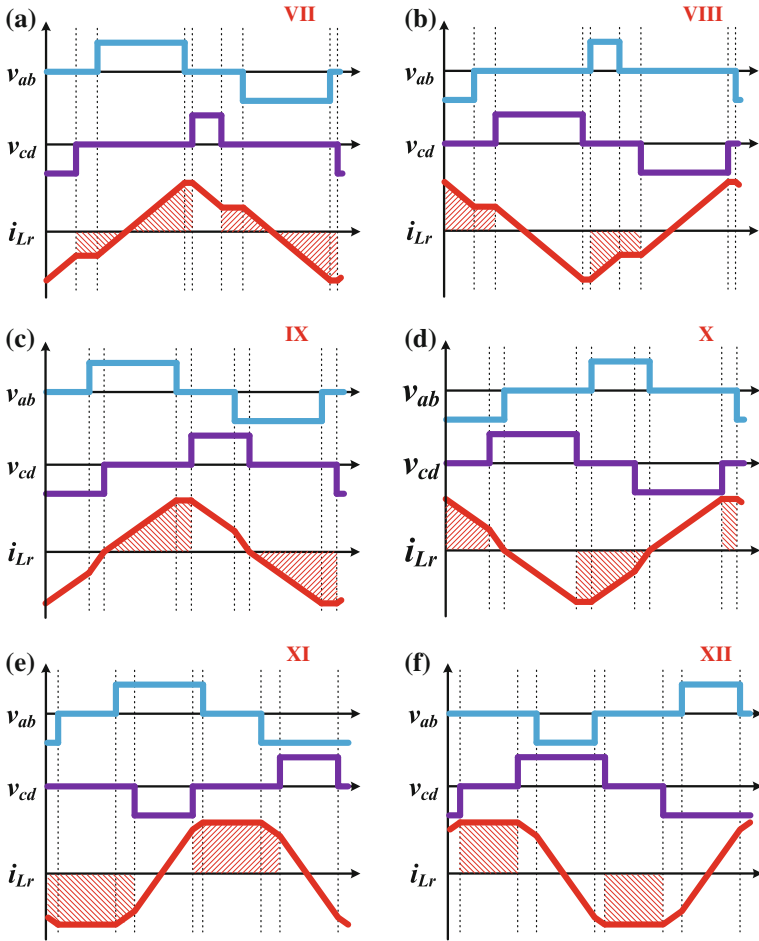 (a) VII
v_ab
v_cd
i_Lr
(b) VIII
v_ab
v_cd
i_Lr
(c) IX
v_ab
v_cd
i_Lr
(d) X
v_ab
v_cd
i_Lr
(e) XI
v_ab
v_cd
i_Lr
(f) XII
v_ab
v_cd
i_Lr